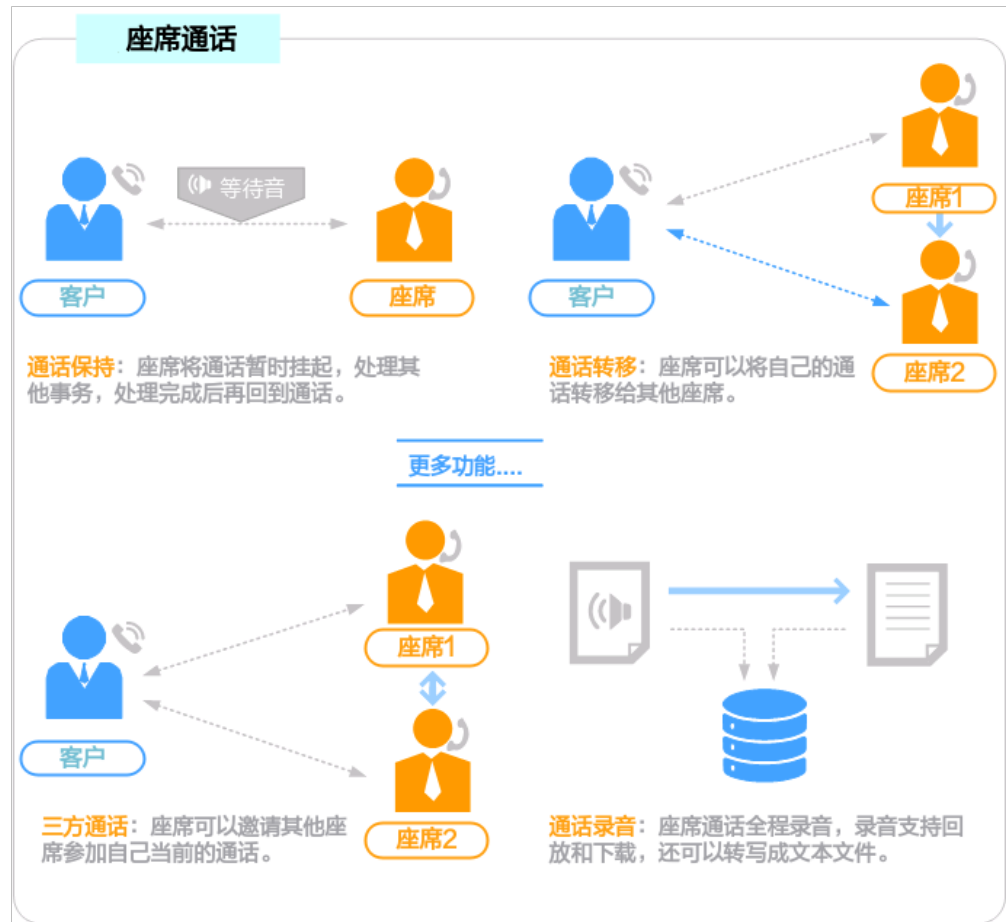 座席通话
等待音
客户
座席
通话保持：座席将通话暂时挂起，处理其
他事务，处理完成后再回到通话。
座席1
客户
座席2
通话转移：座席可以将自己的通
话转移给其他座席。
更多功能....
座席1
客户
座席2
三方通话：座席可以邀请其他座
席参加自己当前的通话。
通话录音：座席通话全程录音，录音支持回
放和下载，还可以转写成文本文件。